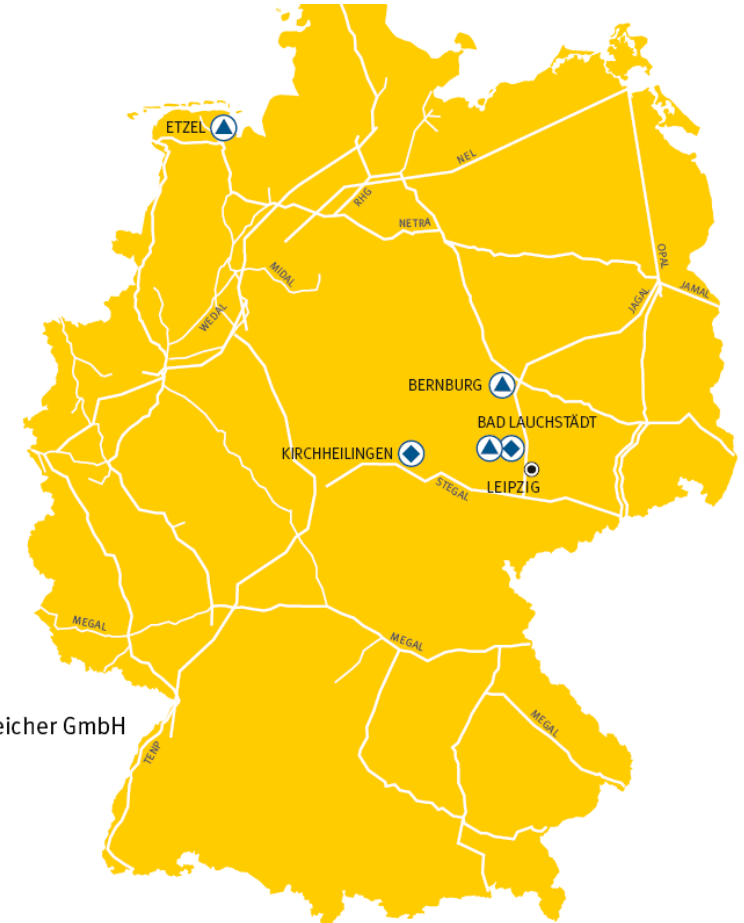 ETZEL
NEL
RHG
NETRA
OPAL
MIDAL
JAMAL
JAGAL
WEDAL
BERNBURG
BAD LAUCHSTÄDT
KIRCHHEILINGEN
STEGAL
LEIPZIG
MEGAL
MEGAL
eicher GmbH
MEGAL
TENP